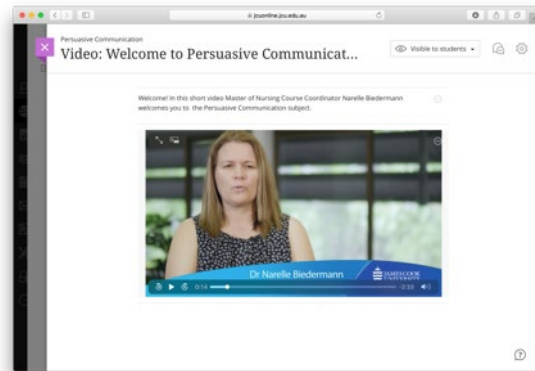 jcuonline.jcu.edu.au
Persuasive Communication
Video: Welcome to Persuasive Communicat...
Visible to students
Welcome! In this short video Master of Nursing Course Coordinator Narelle Biedermann
welcomes you to the Persuasive Communication subject.
Dr Narelle Biedermann
JAMES COOK
UNIVERSITY
0:14
-2:33